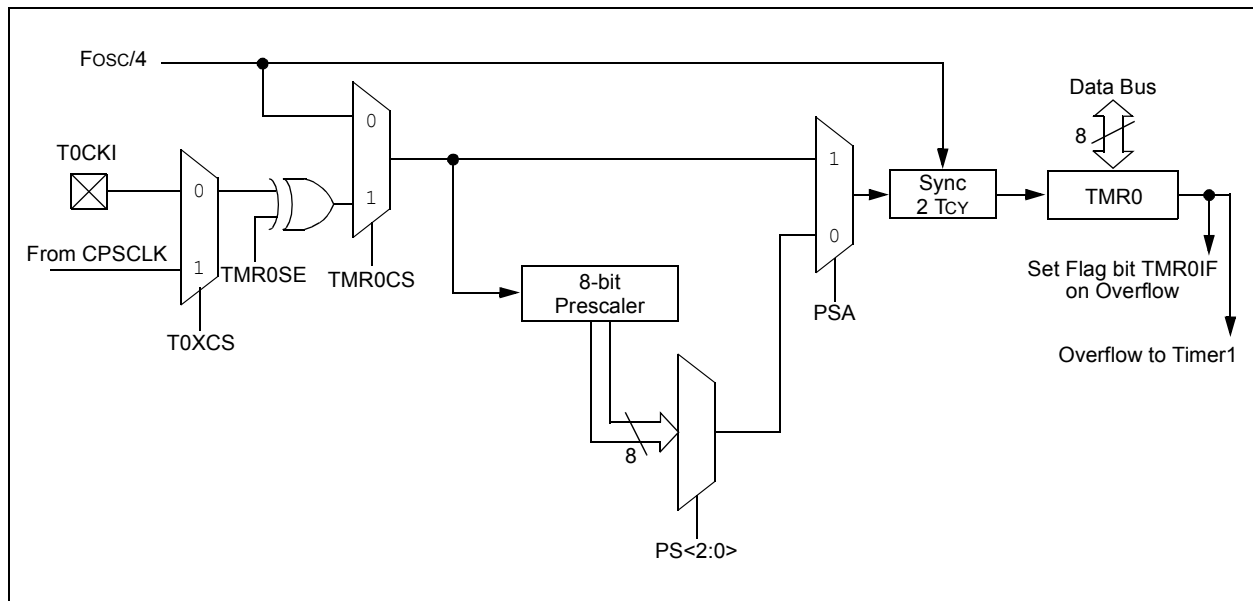 FOSC/4
Data Bus
8
T0CKI
0
1
0
1
1
0
From CPSCLK
TMR0SE
TMR0CS
T0XCS
8-bit
Prescaler
8
PS<2:0>
PSA
Sync
2 TCY
TMR0
Set Flag bit TMR0IF
on Overflow
Overflow to Timer1